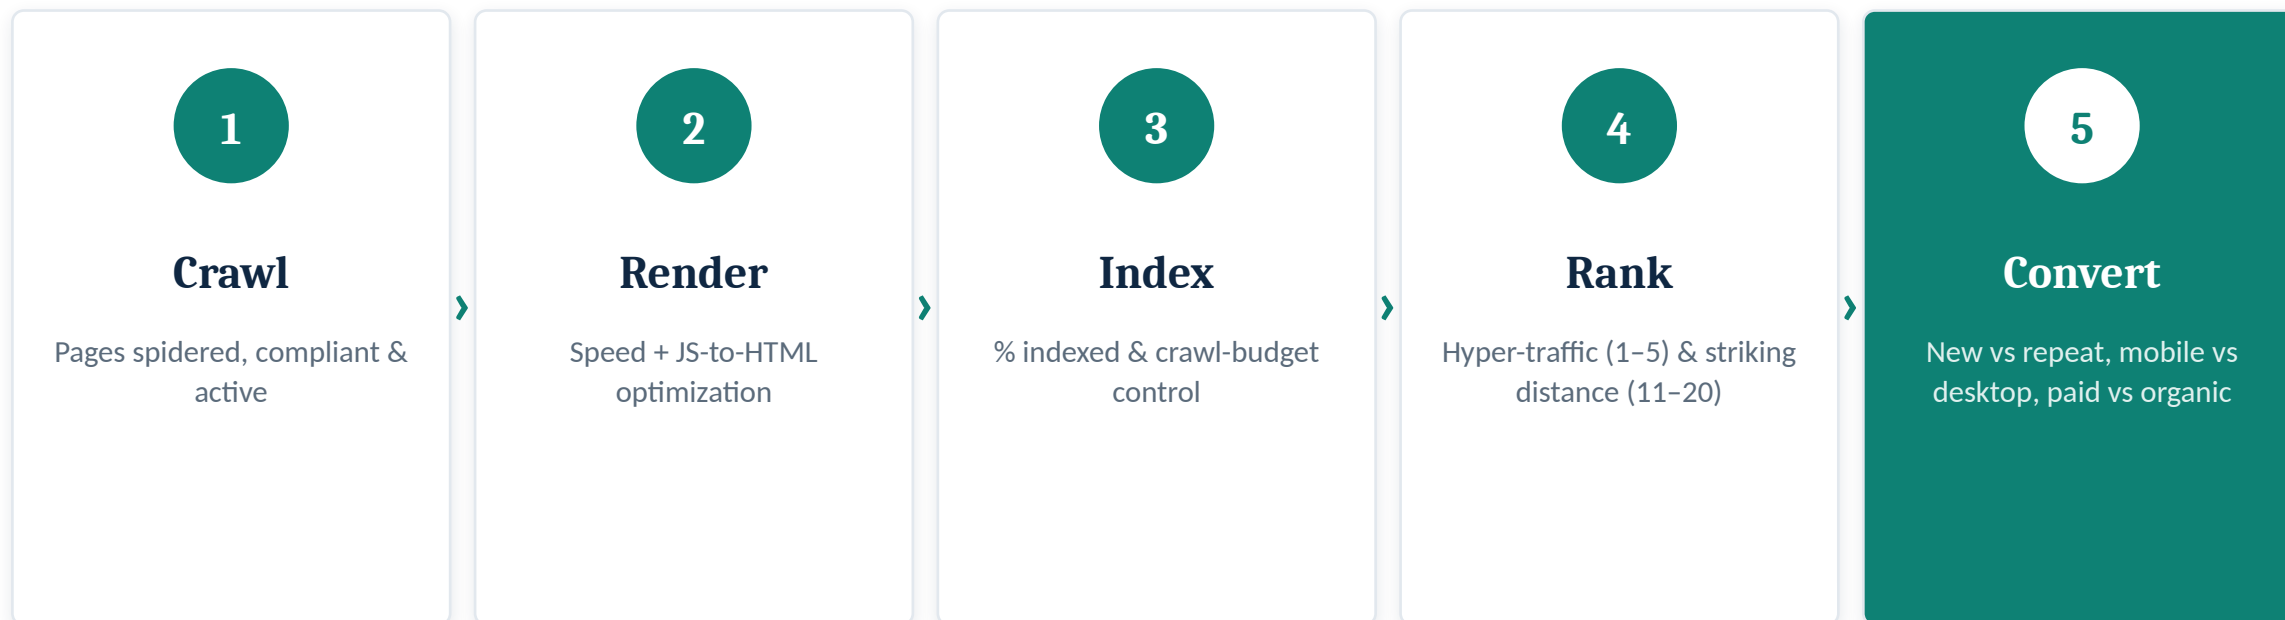 1
Crawl
Pages spidered, compliant &
active
›
2
Render
Speed + JS-to-HTML
optimization
›
3
Index
% indexed & crawl-budget
control
›
4
Rank
Hyper-traffic (1–5) & striking
distance (11–20)
›
5
Convert
New vs repeat, mobile vs
desktop, paid vs organic